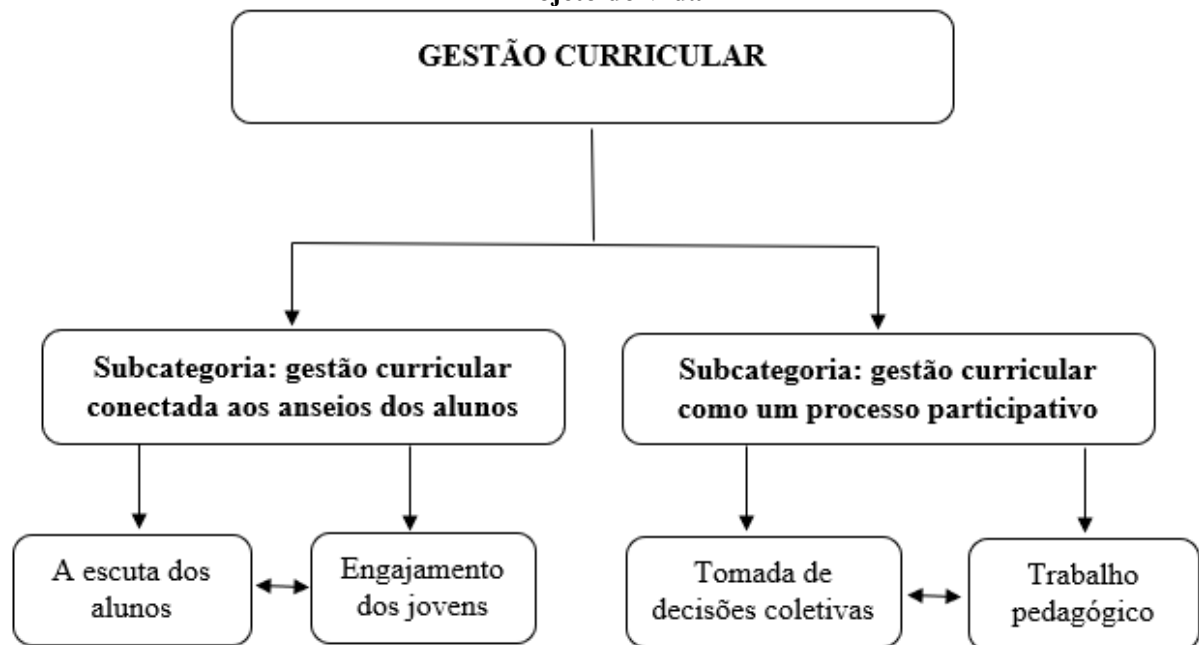 GESTÃO CURRICULAR
Subcategoria: gestão curricular
conectada aos anseios dos alunos
Subcategoria: gestão curricular
como um processo participativo
A escuta dos
alunos
Engajamento
dos jovens
Tomada de
decisões coletivas
Trabalho
pedagógico